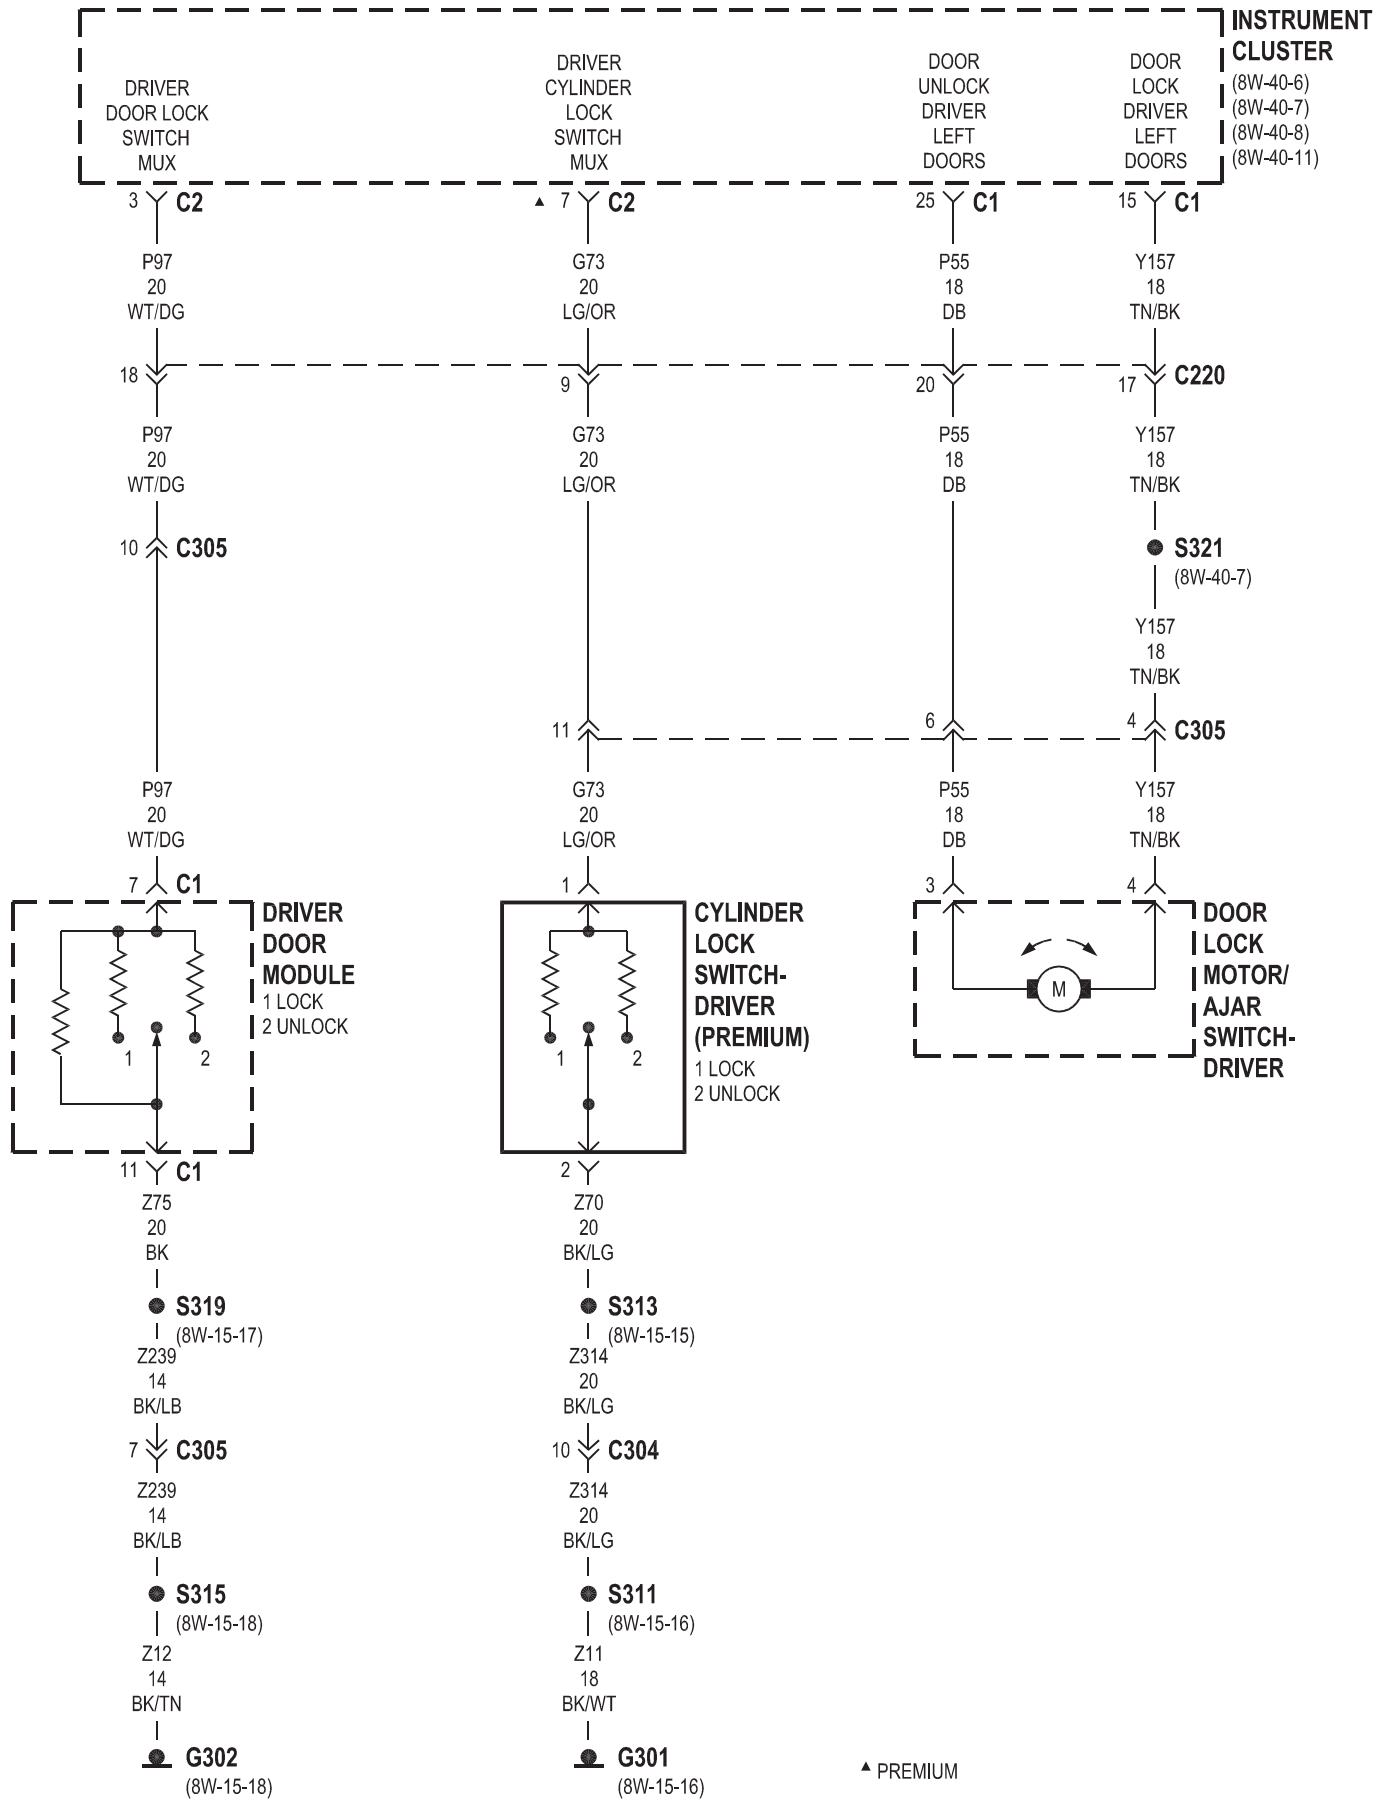 INSTRUMENT
CLUSTER
(8W-40-6)
(8W-40-7)
(8W-40-8)
(8W-40-11)
DRIVER
DOOR LOCK
SWITCH
MUX
DRIVER
CYLINDER
LOCK
SWITCH
MUX
DOOR
UNLOCK
DRIVER
LEFT
DOORS
DOOR
LOCK
DRIVER
LEFT
DOORS
3 C2
▲ 7 C2
25 C1
15 C1
P97
20
WT/DG
G73
20
LG/OR
P55
18
DB
Y157
18
TN/BK
18
9
20
17 C220
P97
20
WT/DG
G73
20
LG/OR
P55
18
DB
Y157
18
TN/BK
10 C305
S321
(8W-40-7)
Y157
18
TN/BK
11
6
4 C305
P97
20
WT/DG
G73
20
LG/OR
P55
18
DB
Y157
18
TN/BK
7 C1
1
3
4
DRIVER
DOOR
MODULE
1 LOCK
2 UNLOCK
1
2
CYLINDER
LOCK
SWITCH-
DRIVER
(PREMIUM)
1 LOCK
2 UNLOCK
1
2
DOOR
LOCK
MOTOR/
AJAR
SWITCH-
DRIVER
M
11 C1
2
Z75
20
BK
Z70
20
BK/LG
S319
(8W-15-17)
S313
(8W-15-15)
Z239
14
BK/LB
Z314
20
BK/LG
7 C305
10 C304
Z239
14
BK/LB
Z314
20
BK/LG
S315
(8W-15-18)
S311
(8W-15-16)
Z12
14
BK/TN
Z11
18
BK/WT
G302
(8W-15-18)
G301
(8W-15-16)
▲ PREMIUM